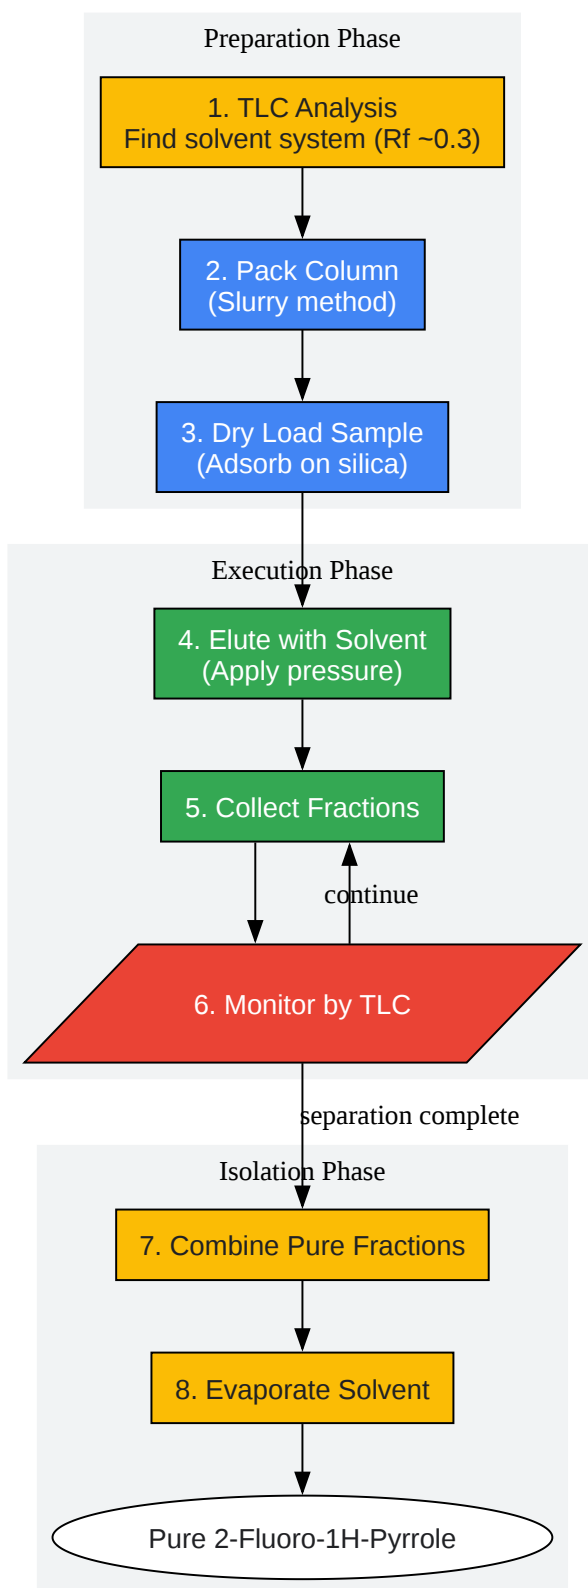 Preparation Phase
1. TLC Analysis
Find solvent system (Rf ~0.3)
2. Pack Column
(Slurry method)
3. Dry Load Sample
(Adsorb on silica)
Execution Phase
4. Elute with Solvent
(Apply pressure)
5. Collect Fractions
continue
6. Monitor by TLC
separation complete
Isolation Phase
7. Combine Pure Fractions
8. Evaporate Solvent
Pure 2-Fluoro-1H-Pyrrole